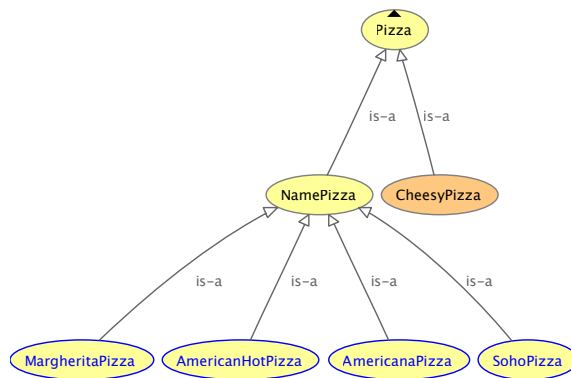 Pizza
is-a
is-a
NamePizza
CheesyPizza
is-a
is-a
is-a
is-a
MargheritaPizza
AmericanHotPizza
AmericanaPizza
SohoPizza